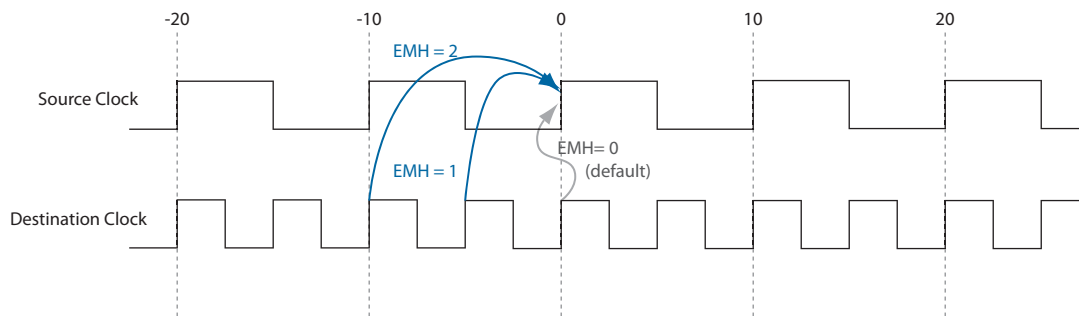 -20 -10 0 10 20
EMH = 2
Source Clock
EMH= 0
(default)
EMH = 1
Destination Clock